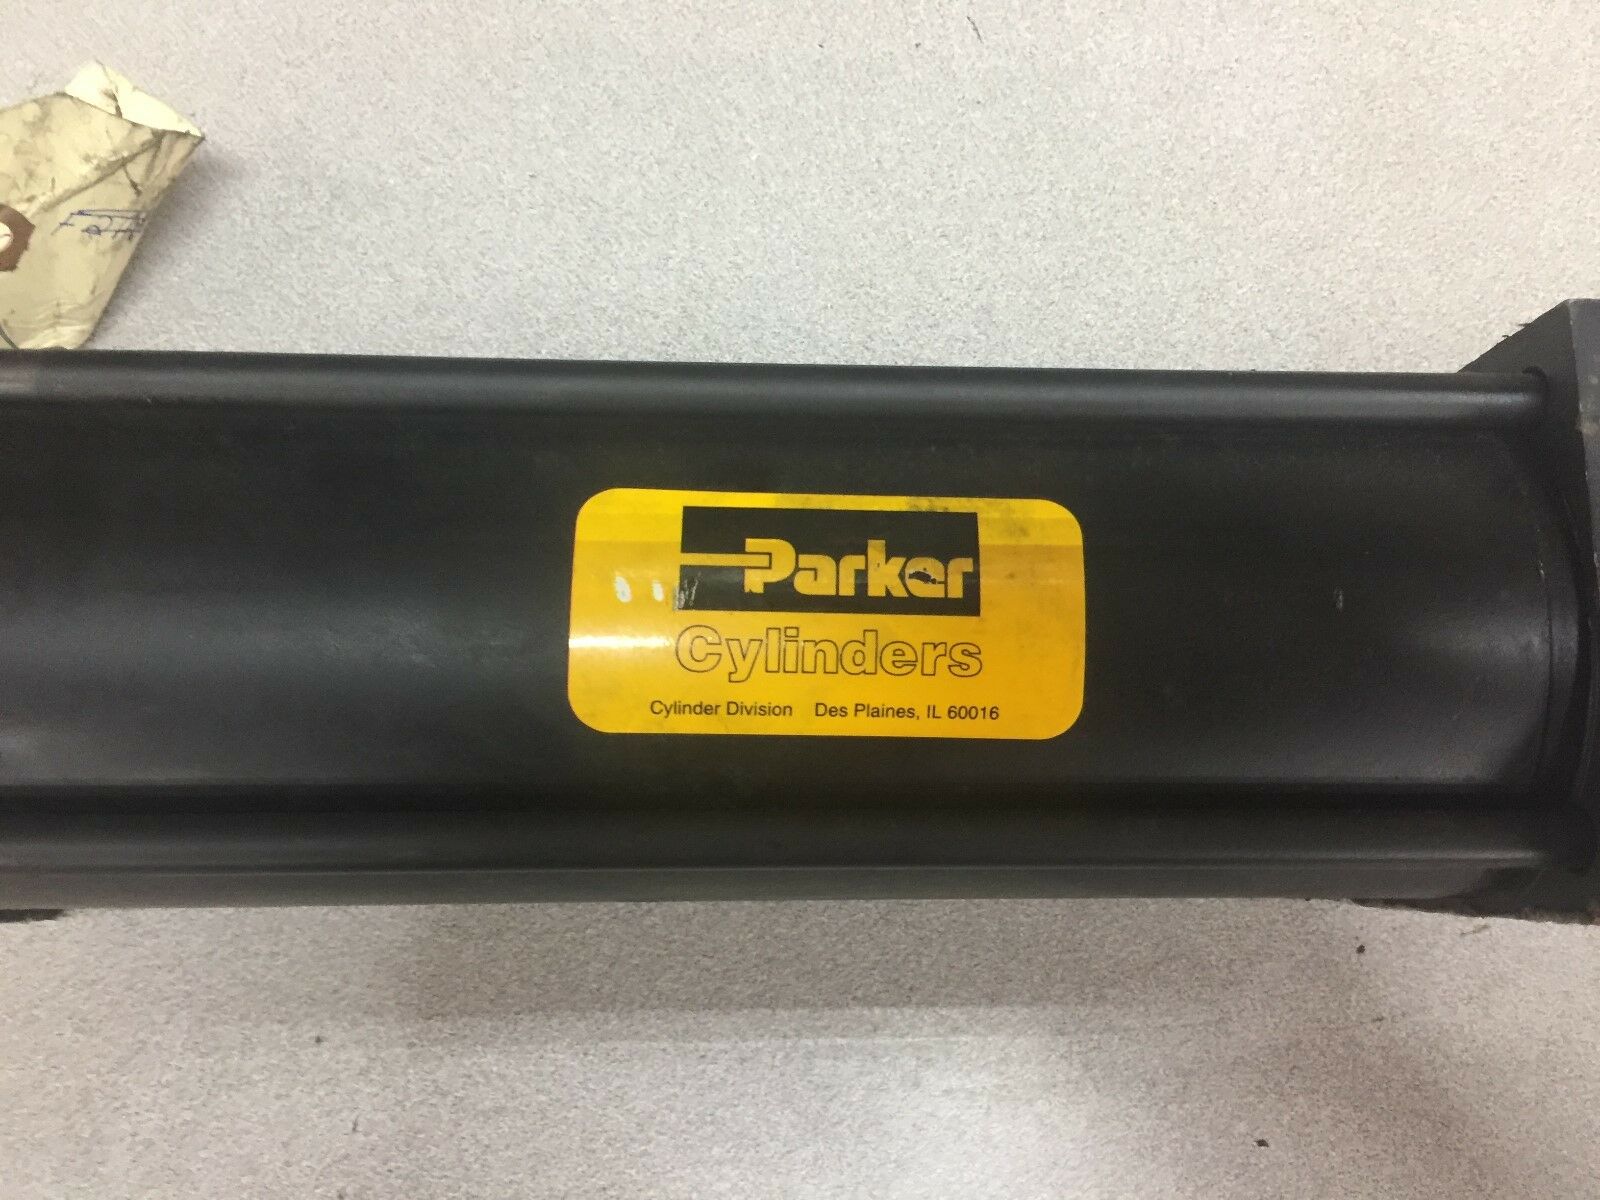 Parker
Cylinders
Cylinder Division Des Plaines, IL 60016